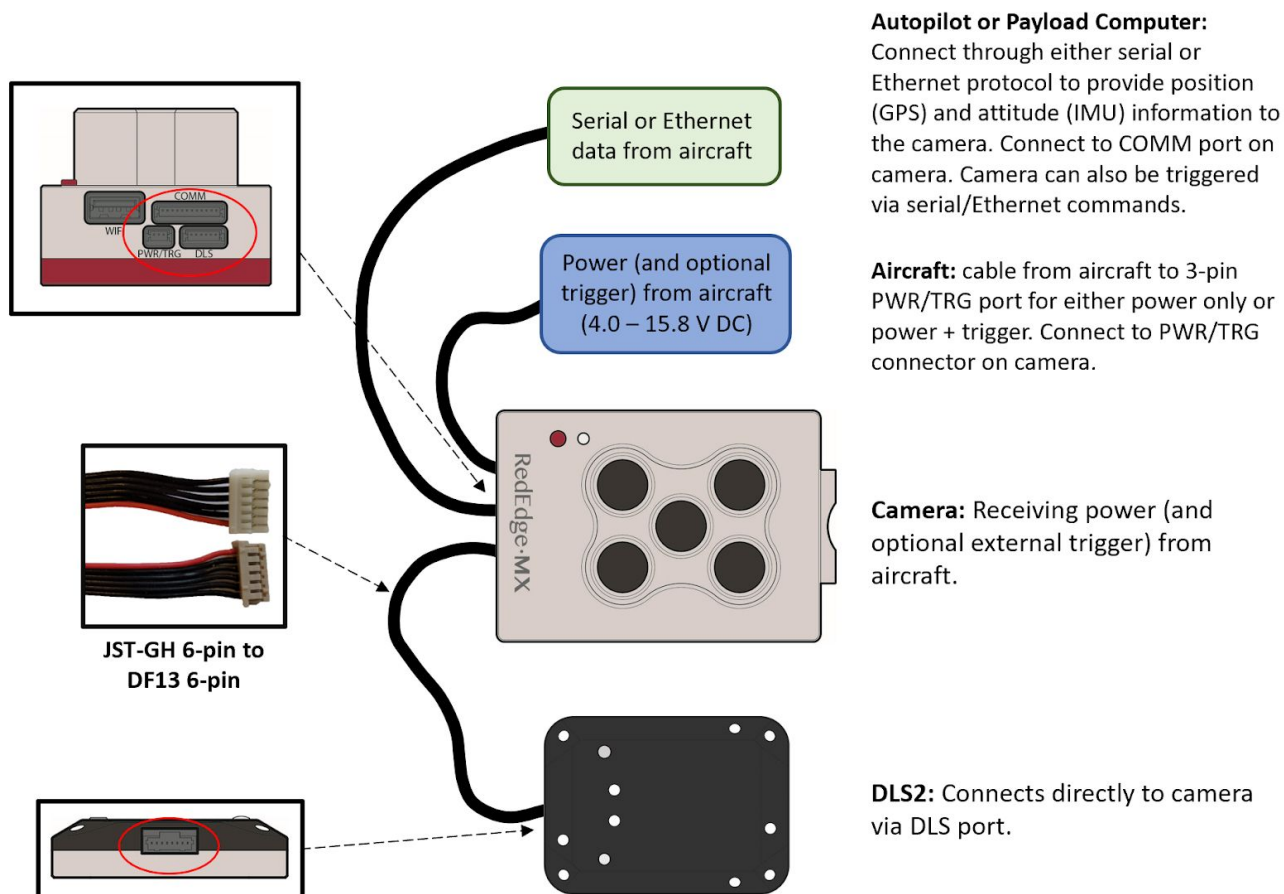 Autopilot or Payload Computer:
Connect through either serial or
Ethernet protocol to provide position
(GPS) and attitude (IMU) information to
the camera. Connect to COMM port on
camera. Camera can also be triggered
via serial/Ethernet commands.
Serial or Ethernet
data from aircraft
COMM
WIFI
PWR/TRG DLS
Power (and optional
trigger) from aircraft
(4.0 – 15.8 V DC)
Aircraft: cable from aircraft to 3-pin
PWR/TRG port for either power only or
power + trigger. Connect to PWR/TRG
connector on camera.
RedEdge-MX
Camera: Receiving power (and
optional external trigger) from
aircraft.
JST-GH 6-pin to
DF13 6-pin
DLS2: Connects directly to camera
via DLS port.